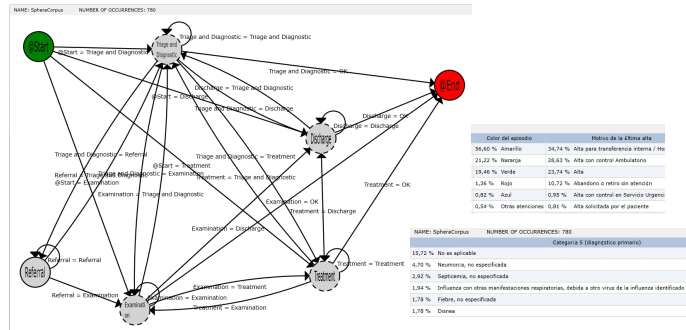 NAME: SpheraCorpus NUMBER OF OCCURRENCES: 780
@Start
Triage and
Diagnostic
Triage and Diagnostic = Triage and Diagnostic
@Start = Triage and Diagnostic
Triage and Diagnostic = OK
@End
Discharge = Triage and Diagnostic
@Start = Discharge
Triage and Diagnostic = Discharge
Discharge = OK
Discharge = Discharge
Discharge
Triage and Diagnostic = Referral
Triage and Diagnostic = Treatment
@Start = Treatment
Referral = Triage and Diagnostic
Triage and Diagnostic = Examination
Treatment = Triage and Diagnostic
@Start = Examination
Treatment = OK
Examination = Triage and Diagnostic
Examination = OK
Treatment = Discharge
Examination = Discharge
Referral = Referral
Referral
Treatment = Treatment
Treatment
Examination = Treatment
Referral = Examination
Examination = Examination
Treatment = Examination
Examinati
on
Color del episodio Motivo de la £ltima alta
56,60 % Amarillo 34,74 % Alta para transferencia interna / Hos
21,22 % Naranja 28,63 % Alta con control Ambulatorio
19,46 % Verde 23,74 % Alta
1,36 % Rojo 10,72 % Abandono o retiro sin atención
0,82 % Azul 0,95 % Alta con control en Servicio Urgenci
0,54 % Otras atenciones 0,81 % Alta solicitada por el paciente
NAME: SpheraCorpus NUMBER OF OCCURRENCES: 780
Categoria 5 (diagnostico primario)
15,72 % No es aplicable
4,70 % Neumonia, no especificada
2,92 % Septicemia, no especificada
1,94 % Influenza con otras manifestaciones respiratorias, debida a otro virus de la influenza identificado
1,78 % Fiebre, no especificada
1,78 % Disnea